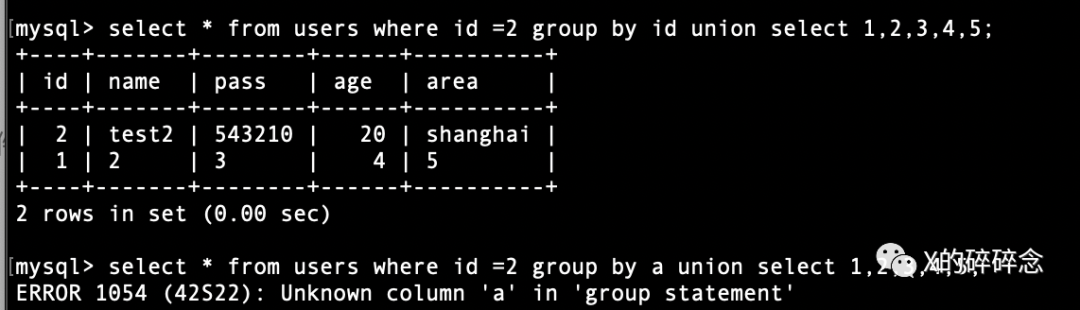 [mysql> select * from users where id =2 group by id union select 1,2,3,4,5;
+----+-------+--------+------+----------+
| id | name  | pass   | age  | area     |
+----+-------+--------+------+----------+
|  2 | test2 | 543210 |   20 | shanghai |
|  1 | 2     | 3      |    4 | 5        |
+----+-------+--------+------+----------+
2 rows in set (0.00 sec)
[mysql> select * from users where id =2 group by a union select 1,2,3,4,5;
X的碎碎念
ERROR 1054 (42S22): Unknown column 'a' in 'group statement'